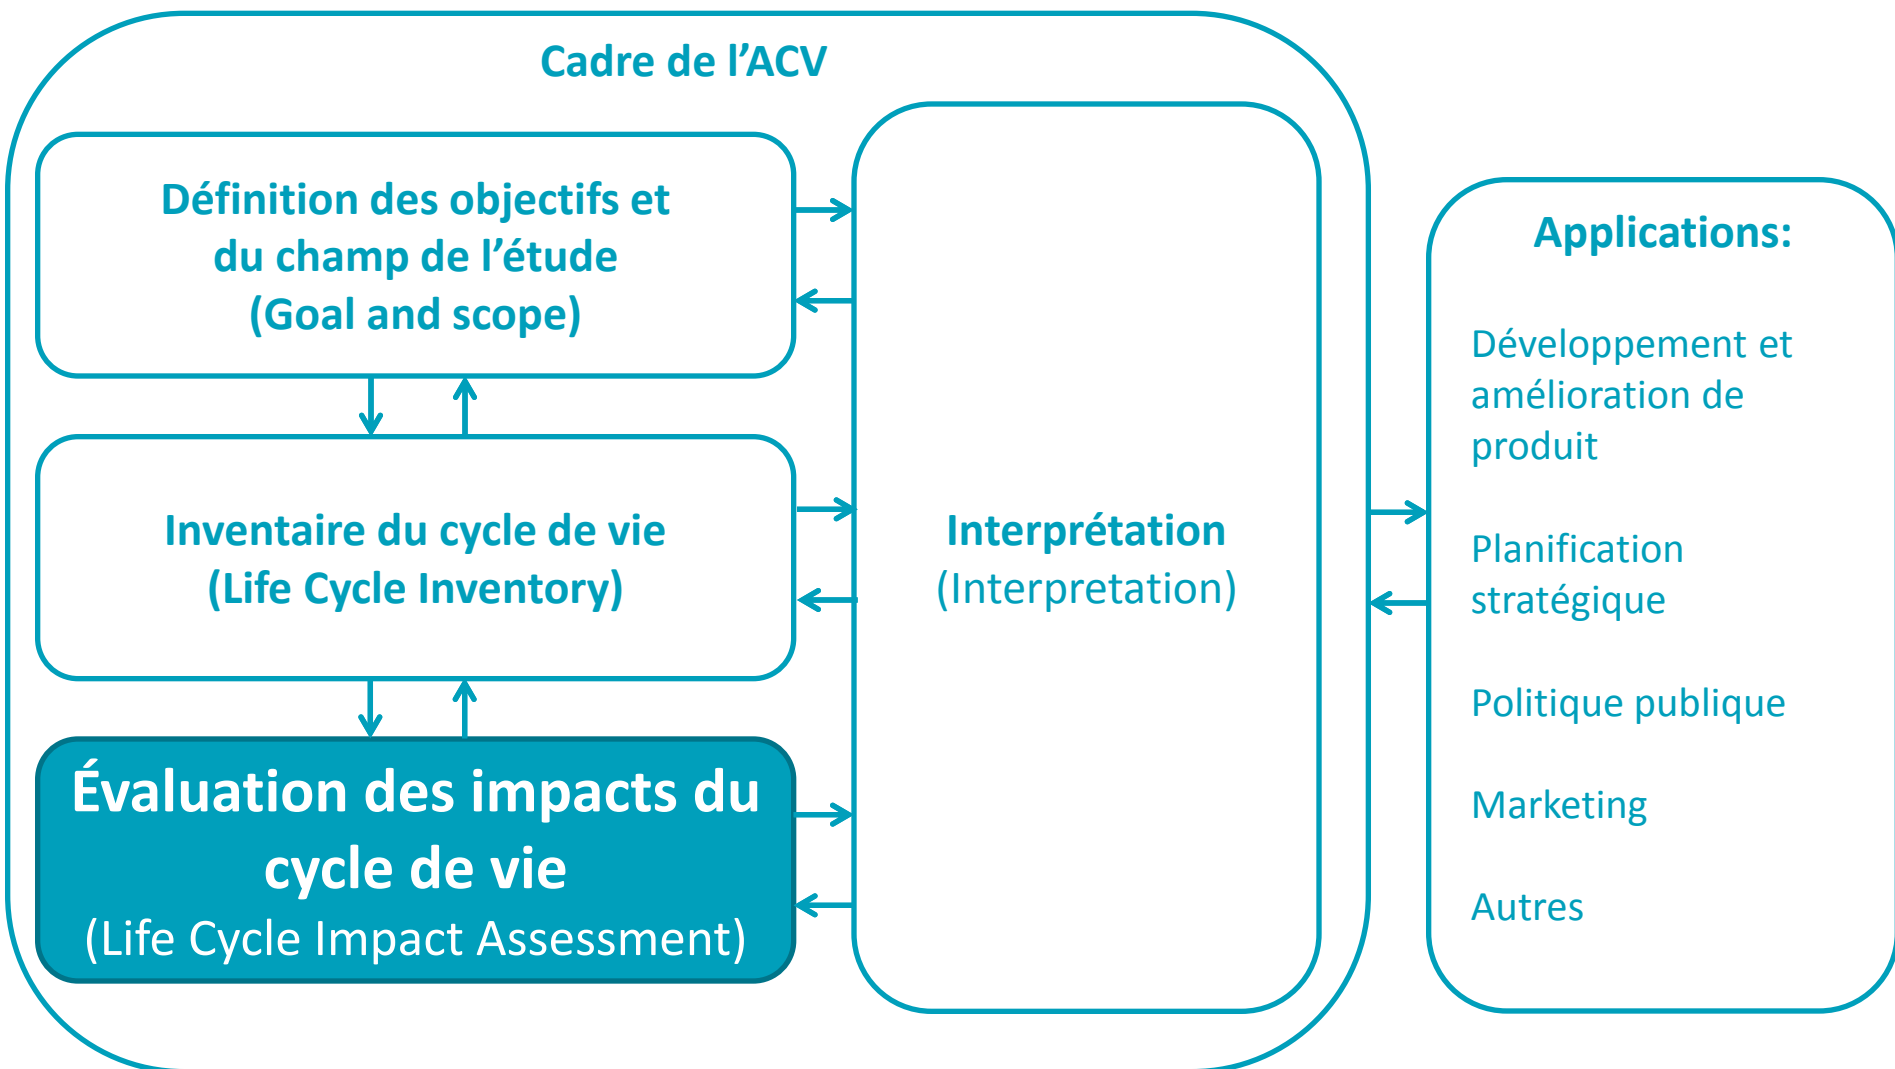 Cadre de l’ACV
Définition des objectifs et
du champ de l’étude
(Goal and scope)
Inventaire du cycle de vie
(Life Cycle Inventory)
Évaluation des impacts du
cycle de vie
(Life Cycle Impact Assessment)
Interprétation
(Interpretation)
Applications:
Développement et
amélioration de
produit
Planification
stratégique
Politique publique
Marketing
Autres